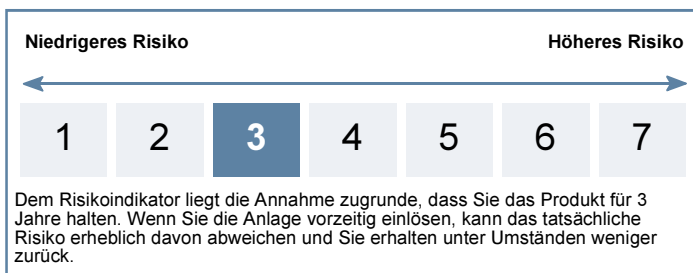 Niedrigeres Risiko Höheres Risiko
1 2 3 4 5 6 7
Dem Risikoindikator liegt die Annahme zugrunde, dass Sie das Produkt für 3
Jahre halten. Wenn Sie die Anlage vorzeitig einlösen, kann das tatsächliche
Risiko erheblich davon abweichen und Sie erhalten unter Umständen weniger
zurück.